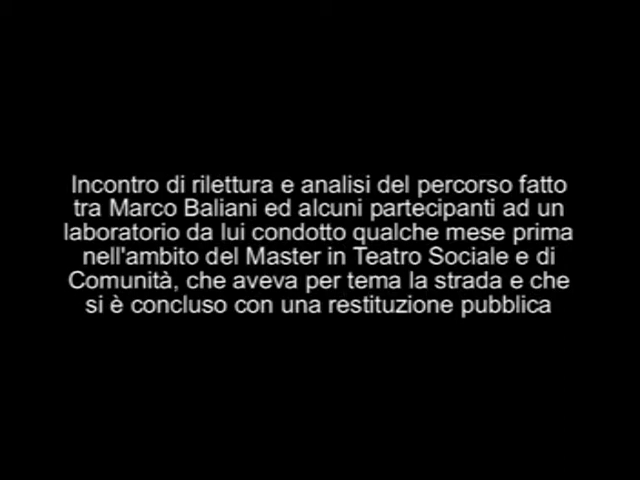 Incontro di rilettura e analisi del percorso fatto
tra Marco Baliani ed alcuni partecipanti ad un
laboratorio da lui condotto qualche mese prima
nell'ambito del Master in Teatro Sociale e di
Comunità, che aveva per tema la strada e che
si è concluso con una restituzione pubblica